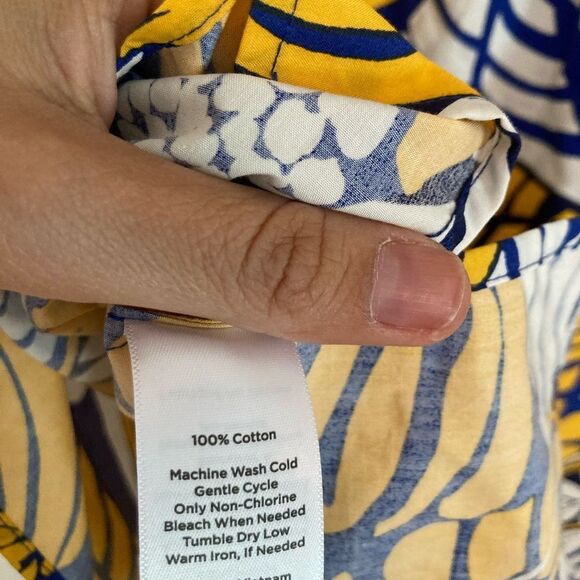 100% Cotton
Machine Wash Cold
Gentle Cycle
Only Non-Chlorine
Bleach When Needed
Tumble Dry Low
Warm Iron, if Needed
Vietnam